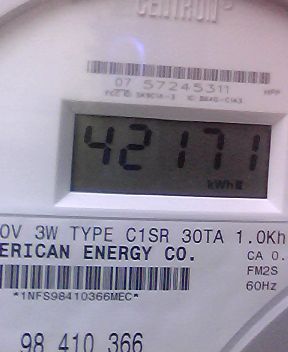 CENTRON
07 57245311
42171
kWh
0V 3W TYPE C1SR 30TA 1.0Kh
ERICAN ENERGY CO.
CA 0.
FM2S
*1NFS98410366MEC*
60Hz
98 410 366